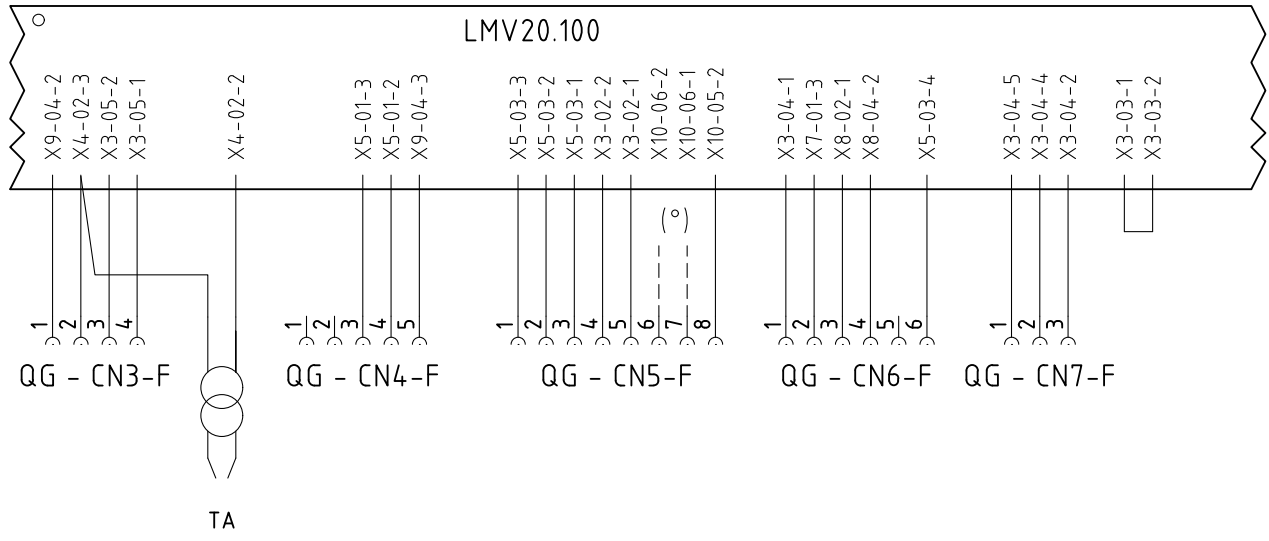 LMV20.100
X9-04-2
X4-02-3
X3-05-2
X3-05-1
X4-02-2
X5-01-3
X5-01-2
X9-04-3
X5-03-3
X5-03-2
X5-03-1
X3-02-2
X3-02-1
X10-06-2
X10-06-1
X10-05-2
X3-04-1
X7-01-3
X8-02-1
X8-04-2
X5-03-4
X3-04-5
X3-04-4
X3-04-2
X3-03-1
X3-03-2
(°)
1 2 3 4
1 2 3 4 5
1 2 3 4 5 6 7 8
1 2 3 4 5 6
1 2 3
QG - CN3-F
QG - CN4-F
QG - CN5-F
QG - CN6-F
QG - CN7-F
TA